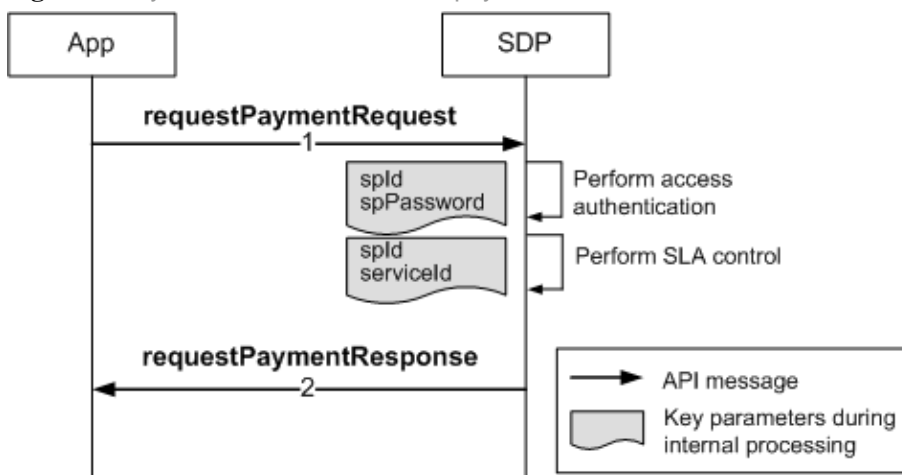 App
SDP
requestPaymentRequest
1
spId
spPassword
Perform access
authentication
spId
serviceId
Perform SLA control
requestPaymentResponse
2
API message
Key parameters during
internal processing